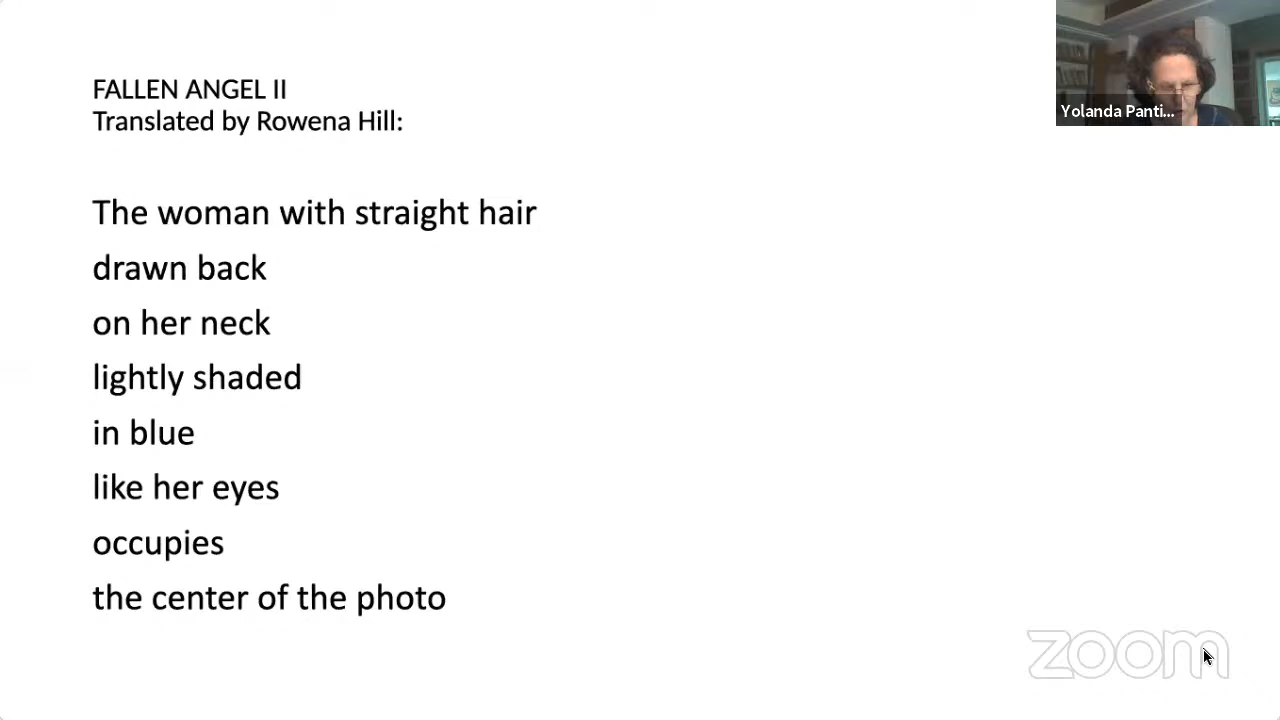 FALLEN ANGEL II
Translated by Rowena Hill:
The woman with straight hair
drawn back
on her neck
lightly shaded
in blue
like her eyes
occupies
the center of the photo
Yolanda Panti...
zoom